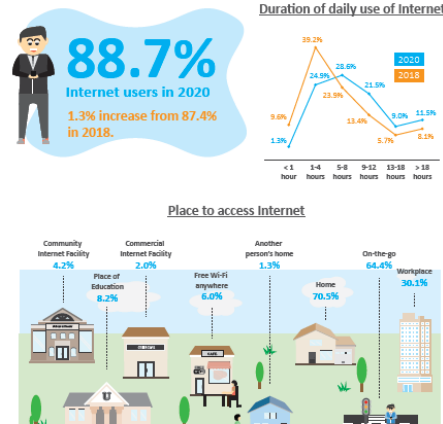 Duration of daily use of Internet
88.7%
Internet users in 2020
1.3% increase from 87.4%
in 2018.
39.2%
28.6%
24.9%
23.9%
21.5%
13.4%
9.6%
1.3%
9.0%
5.7%
11.5%
8.1%
2020
2018
< 1 hour
1-4 hours
5-8 hours
9-12 hours
13-18 hours
> 18 hours
Place to access Internet
Community
Internet Facility
4.2%
Commercial
Internet Facility
2.0%
Another
person's home
1.3%
On-the-go
64.4%
Place of
Education
8.2%
Free Wi-Fi
anywhere
6.0%
Home
70.5%
Workplace
30.1%
CAFE
U